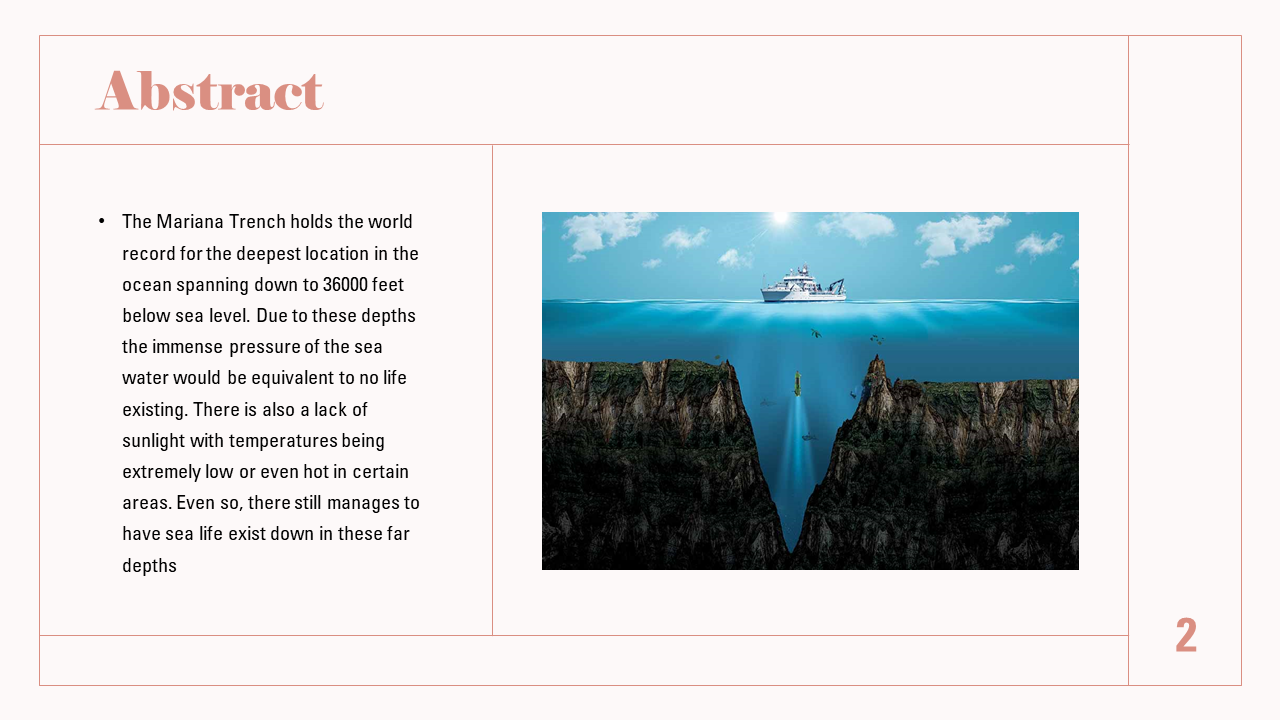 Abstract
• The Mariana Trench holds the world
record for the deepest location in the
ocean spanning down to 36000 feet
below sea level. Due to these depths
the immense pressure of the sea
water would be equivalent to no life
existing. There is also a lack of
sunlight with temperatures being
extremely low or even hot in certain
areas. Even so, there still manages to
have sea life exist down in these far
depths
2